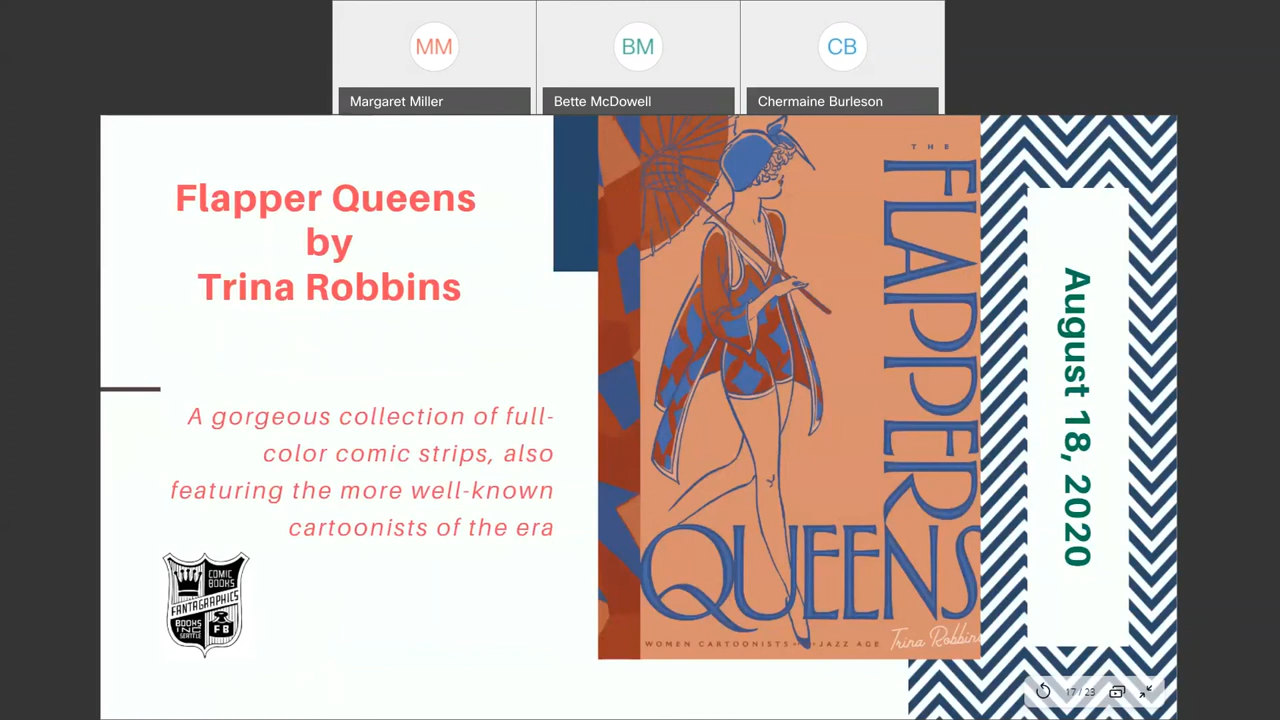 MM
BM
CB
Margaret Miller
Bette McDowell
Chermaine Burleson
Flapper Queens
by
Trina Robbins
A gorgeous collection of full-
color comic strips, also
featuring the more well-known
cartoonists of the era
COMIC
BOOKS
FANTAGRAPHICS
BOOKS
INC
SEATTLE
FB
THE
FLAPPER
QUEENS
WOMEN CARTOONISTS
JAZZ AGE
Trina Robbins
August 18, 2020
17 / 23